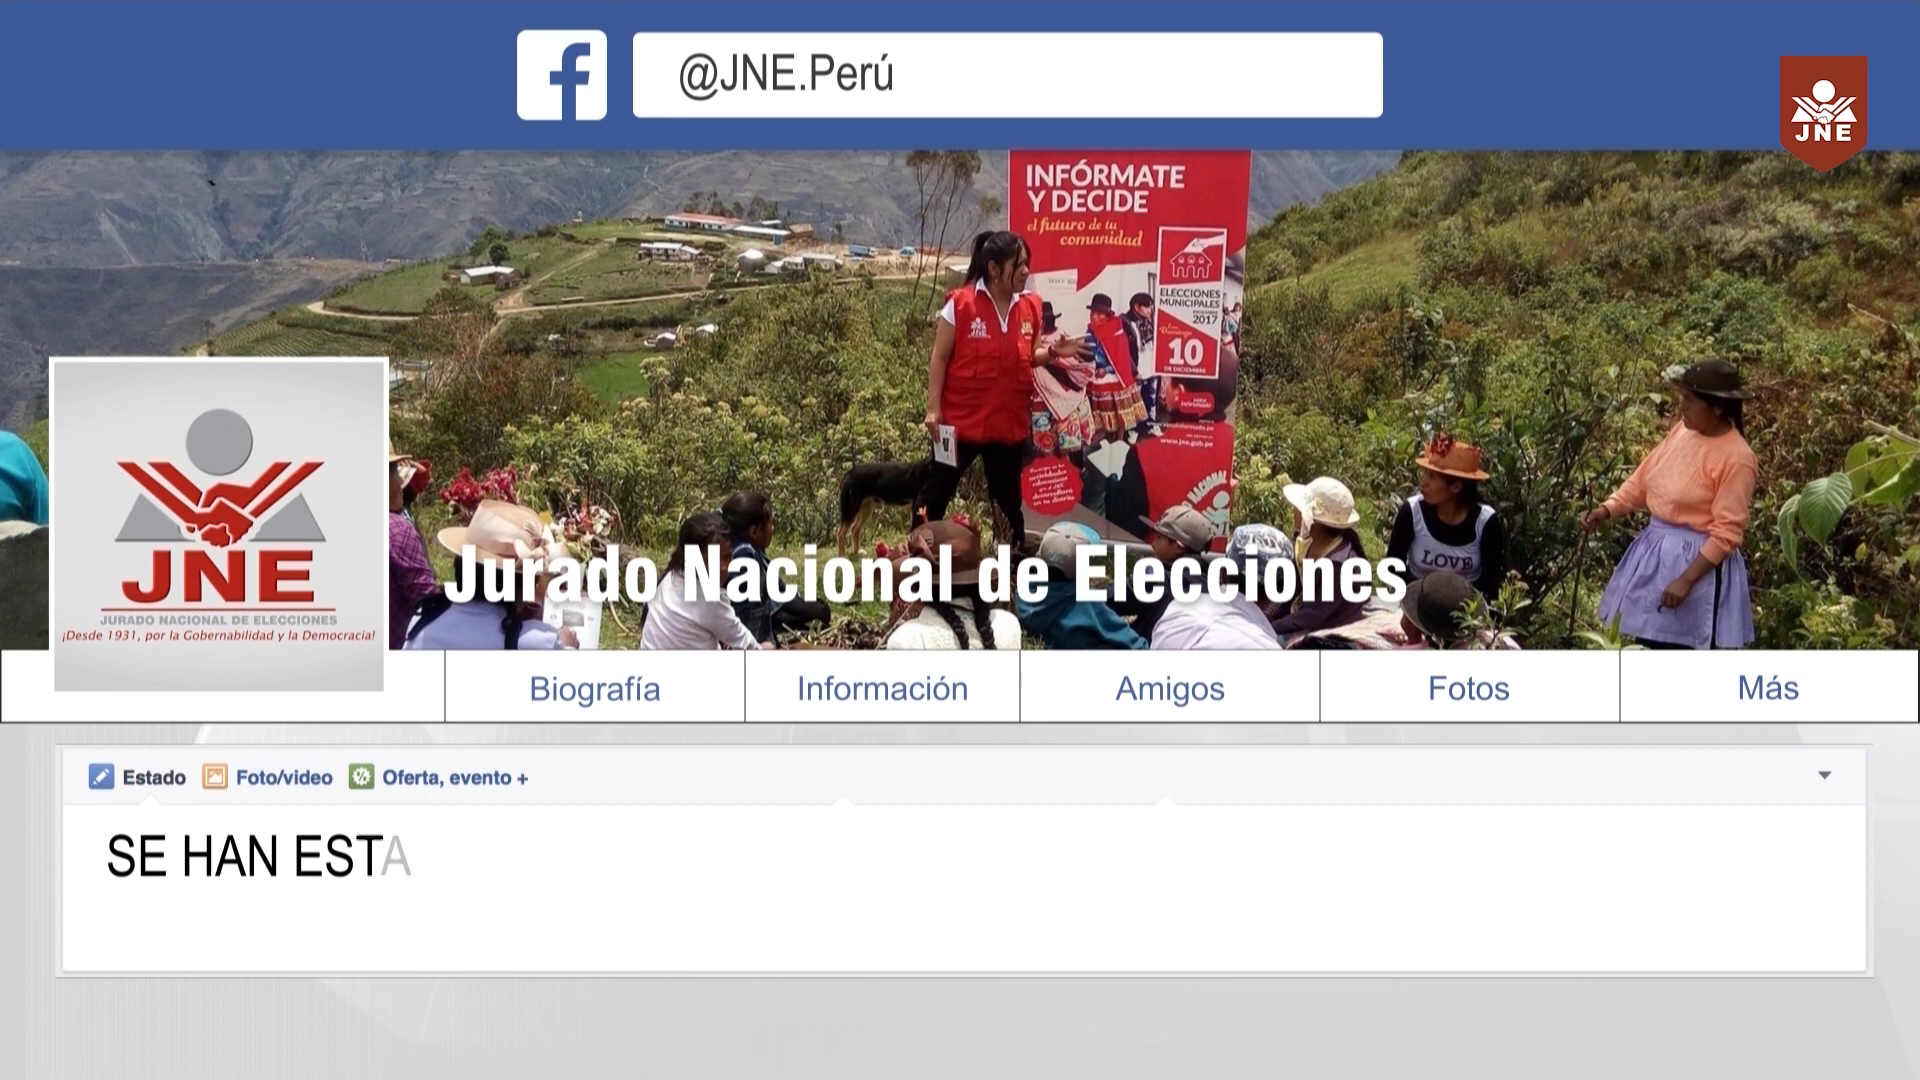 f
@JNE.Perú
JNE
INFÓRMATE
Y DECIDE
el futuro de tu
comunidad
ELECCIONES
MUNICIPALES
DICIEMBRE
2017
10
DE DICIEMBRE
www.jne.gob.pe
NACIONAL
LOVE
JNE
JURADO NACIONAL DE ELECCIONES
¡Desde 1931, por la Gobernabilidad y la Democracia!
Jurado Nacional de Elecciones
Biografía
Información
Amigos
Fotos
Más
Estado
Foto/video
Oferta, evento +
SE HAN ESTA